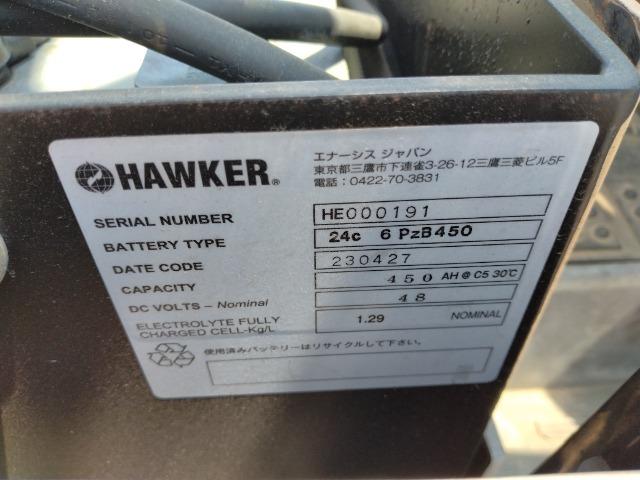 HAWKER®
エナーシス ジャパン
東京都三鷹市下連雀3-26-12三鷹三菱ビル5F
電話：0422-70-3831
SERIAL NUMBER HE000191
BATTERY TYPE 24c 6 PzB450
DATE CODE 230427
CAPACITY 450 AH @ C5 30℃
DC VOLTS – Nominal 48
ELECTROLYTE FULLY
CHARGED CELL-Kg/L 1.29 NOMINAL
使用済みバッテリーはリサイクルして下さい。